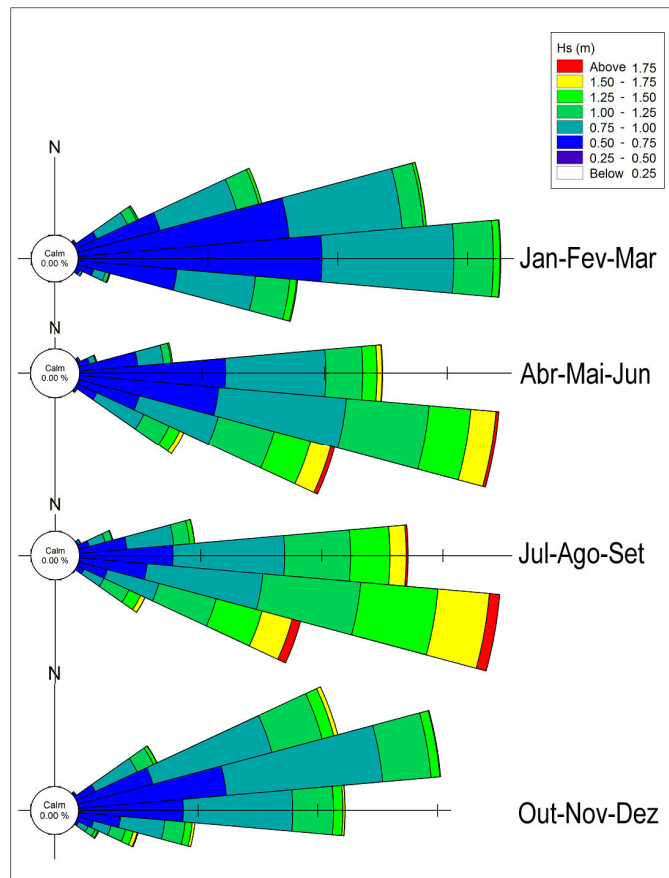 Hs (m)
Above 1.75
1.50 - 1.75
1.25 - 1.50
1.00 - 1.25
0.75 - 1.00
0.50 - 0.75
0.25 - 0.50
Below 0.25
N
Calm
0.00 %
Jan-Fev-Mar
N
Calm
0.00 %
Abr-Mai-Jun
N
Calm
0.00 %
Jul-Ago-Set
N
Calm
0.00 %
Out-Nov-Dez